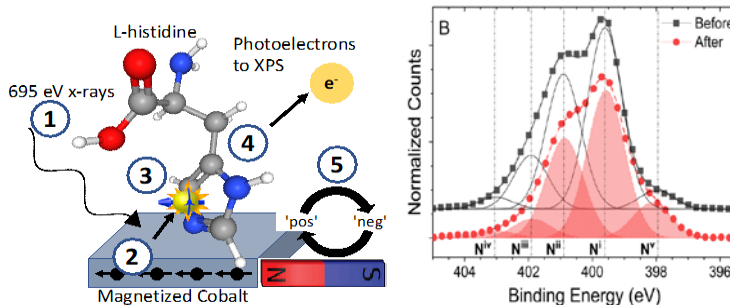 L-histidine
Photoelectrons
to XPS
e⁻
695 eV x-rays
1
4
5
3
'pos'
'neg'
2
N
S
Magnetized Cobalt
B
Before
After
Normalized Counts
Nⁱᵛ
Nⁱⁱⁱ
Nⁱⁱ
Nⁱ
Nᵛ
404
402
400
398
396
Binding Energy (eV)